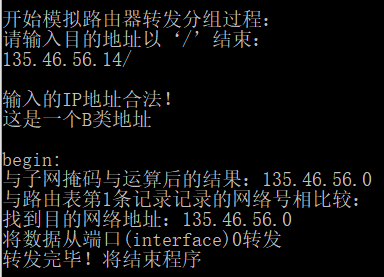 开始模拟路由器转发分组过程：
请输入目的地址以‘/’结束：
135.46.56.14/
输入的IP地址合法！
这是一个B类地址
begin:
与子网掩码与运算后的结果：135.46.56.0
与路由表第1条记录记录的网络号相比较：
找到目的网络地址：135.46.56.0
将数据从端口(interface)0转发
转发完毕！将结束程序